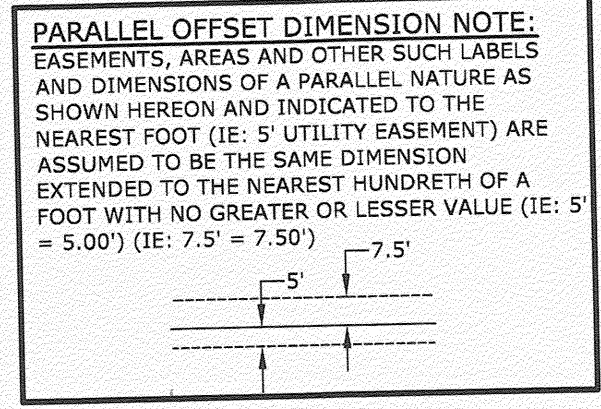 PARALLEL OFFSET DIMENSION NOTE:
EASEMENTS, AREAS AND OTHER SUCH LABELS
AND DIMENSIONS OF A PARALLEL NATURE AS
SHOWN HEREON AND INDICATED TO THE
NEAREST FOOT (IE: 5' UTILITY EASEMENT) ARE
ASSUMED TO BE THE SAME DIMENSION
EXTENDED TO THE NEAREST HUNDRETH OF A
FOOT WITH NO GREATER OR LESSER VALUE (IE: 5'
= 5.00') (IE: 7.5' = 7.50')
7.5'
5'